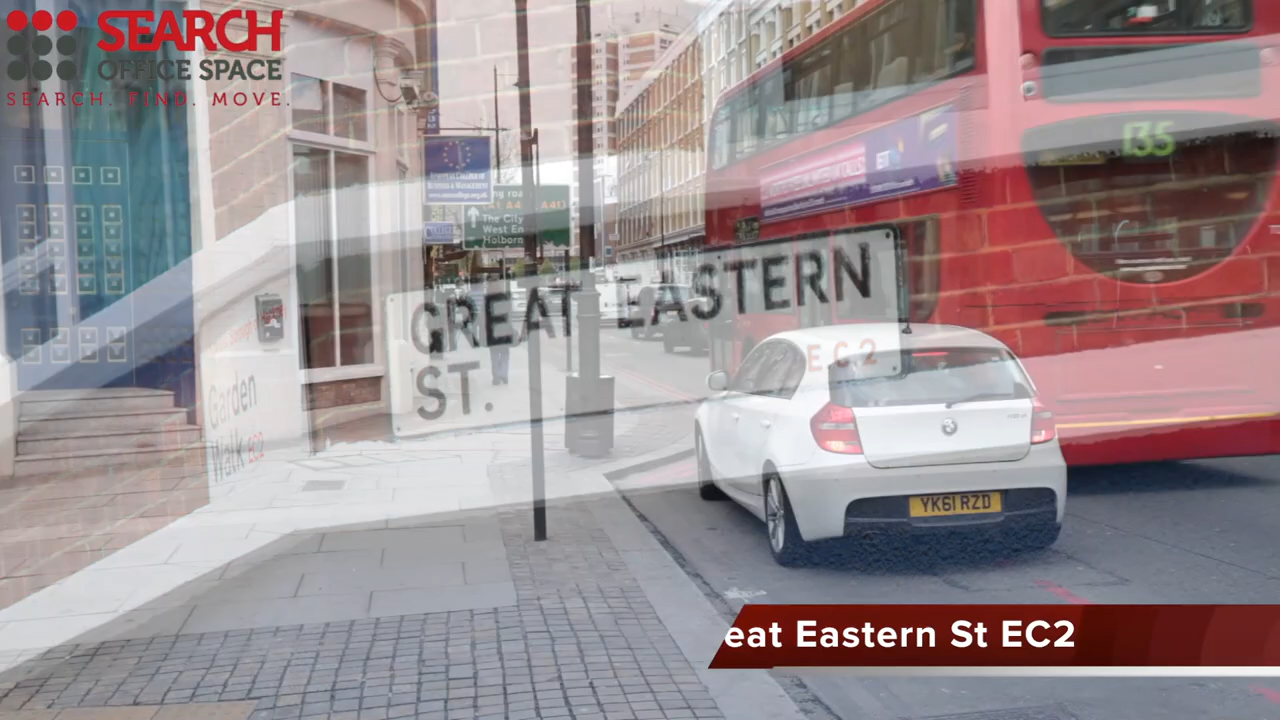 SEARCH
OFFICE SPACE
SEARCH. FIND. MOVE.
135
The City
West En
Holborn
GREAT EASTERN
ST.
EC2
Garden
Walk EC2
YK61 RZD
eat Eastern St EC2